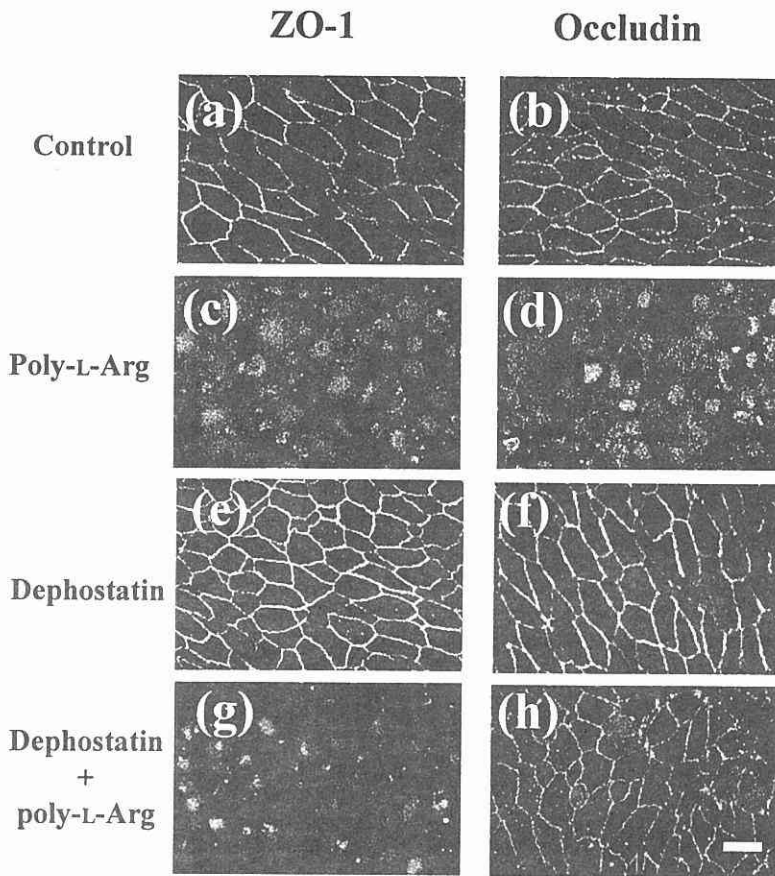 ZO-1 Occludin
Control (a) (b)
Poly-L-Arg (c) (d)
Dephostatin (e) (f)
Dephostatin
+
poly-L-Arg
(g) (h)